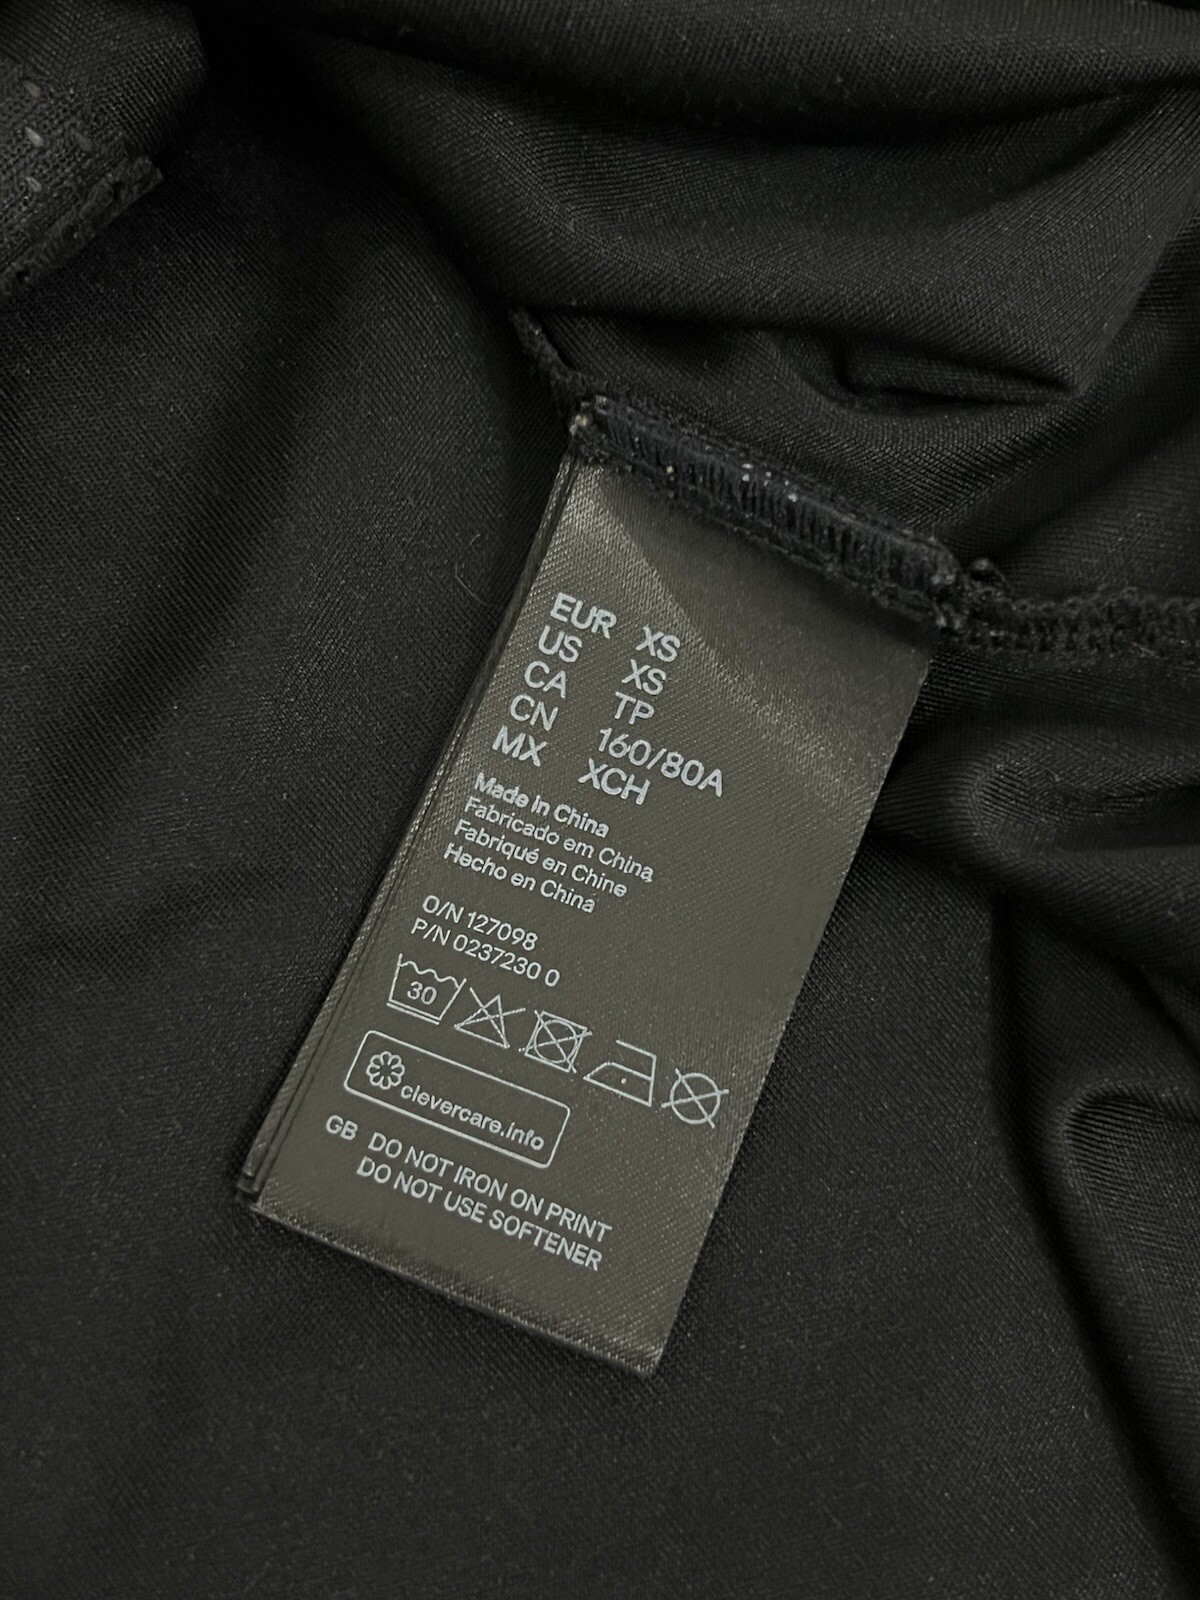 EUR XS
US XS
CA TP
CN 160/80A
MX XCH
Made in China
Fabricado em China
Fabriqué en Chine
Hecho en China
O/N 127098
P/N 0237230 0
30
clevercare.info
GB DO NOT IRON ON PRINT
DO NOT USE SOFTENER